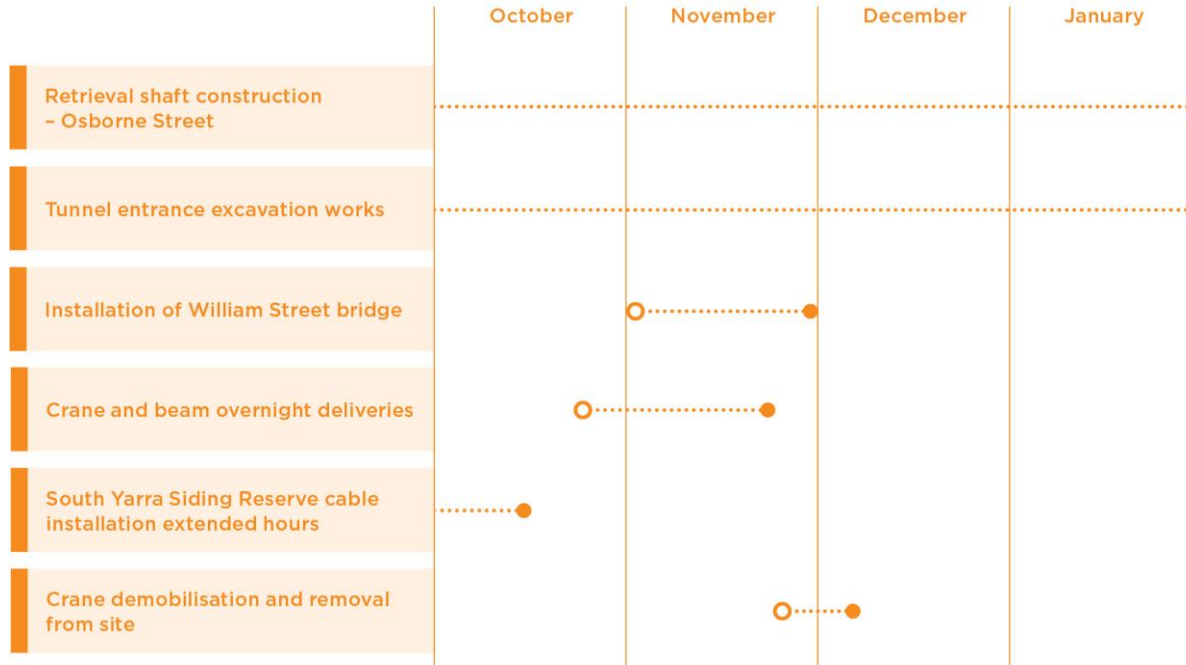 October November December January
Retrieval shaft construction
– Osborne Street
Tunnel entrance excavation works
Installation of William Street bridge
Crane and beam overnight deliveries
South Yarra Siding Reserve cable
installation extended hours
Crane demobilisation and removal
from site